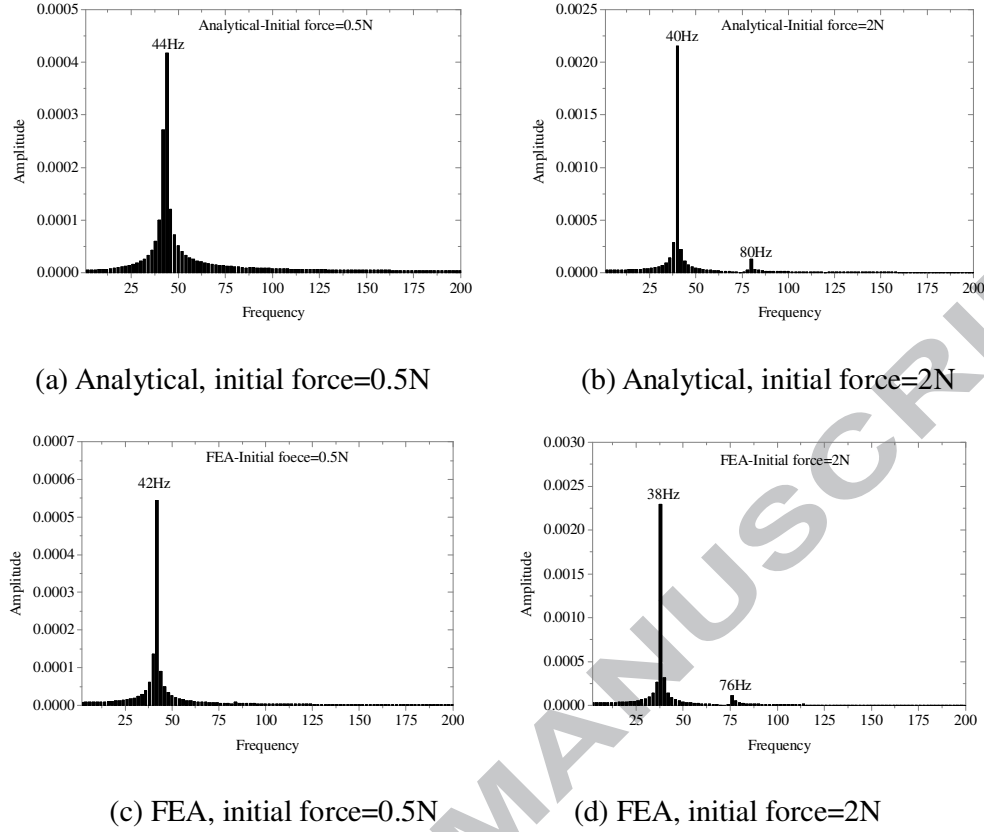 Analytical-Initial force=0.5N
44Hz
0.0005
0.0004
0.0003
0.0002
0.0001
0.0000
Amplitude
25 50 75 100 125 150 175 200
Frequency
(a) Analytical, initial force=0.5N
Analytical-Initial force=2N
40Hz
80Hz
0.0025
0.0020
0.0015
0.0010
0.0005
0.0000
Amplitude
25 50 75 100 125 150 175 200
Frequency
(b) Analytical, initial force=2N
FEA-Initial foece=0.5N
42Hz
0.0007
0.0006
0.0005
0.0004
0.0003
0.0002
0.0001
0.0000
Amplitude
25 50 75 100 125 150 175 200
Frequency
(c) FEA, initial force=0.5N
FEA-Initial force=2N
38Hz
76Hz
0.0030
0.0025
0.0020
0.0015
0.0010
0.0005
0.0000
Amplitude
25 50 75 100 125 150 175 200
Frequency
(d) FEA, initial force=2N
MANUSCRI